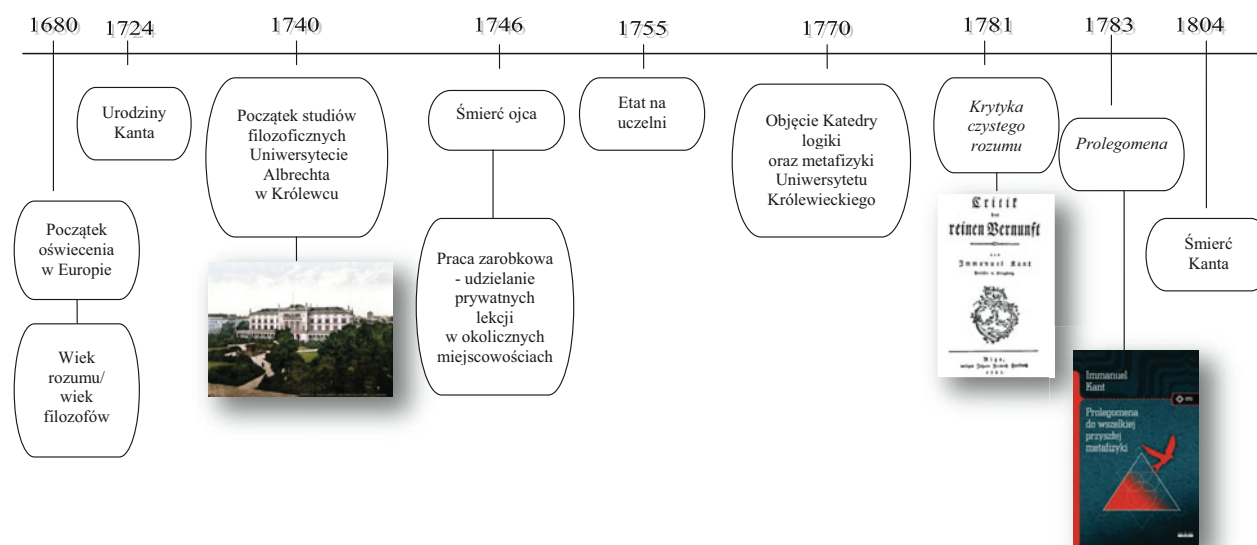 1680
1724
1740
1746
1755
1770
1781
1783
1804
Początek
oświecenia
w Europie
Wiek
rozumu/
wiek
filozofów
Urodziny
Kanta
Początek studiów
filozoficznych
Uniwersytecie
Albrechta
w Królewcu
Śmierć ojca
Praca zarobkowa
- udzielanie
prywatnych
lekcji
w okolicznych
miejscowościach
Etat na
uczelni
Objęcie Katedry
logiki
oraz metafizyki
Uniwersytetu
Królewieckiego
Krytyka
czystego
rozumu
Critik
der
reinen Vernunft
von
Immanuel Kant
Riga,
1781.
Prolegomena
Immanuel
Kant
Prolegomena
do wszelkiej
przyszłej
metafizyki
Śmierć
Kanta